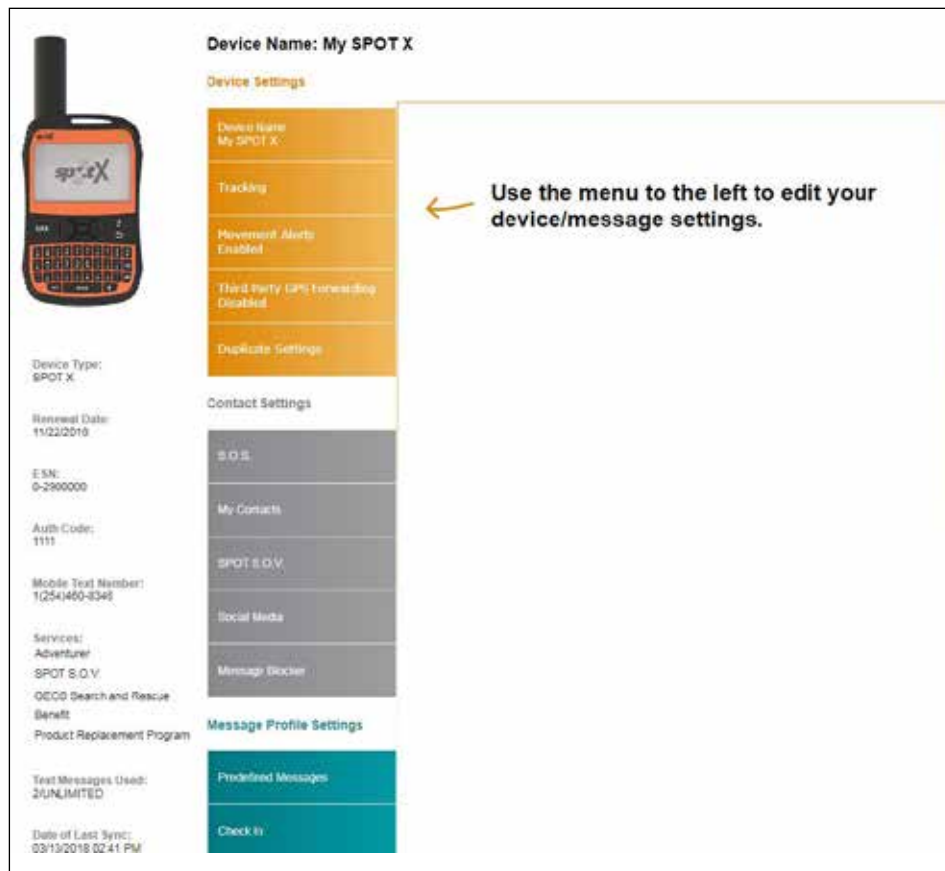 Device Name: My SPOT X
Device Settings
Device Name
My SPOT X
Tracking
Movement Alerts
Enabled
Third Party GPS Forwarding
Disabled
Duplicate Settings
Use the menu to the left to edit your
device/message settings.
spotX
Device Type:
SPOT X
Renewal Date:
ESN:
0-2900000
Auth Code:
1111
Mobile Text Number:
1(254)460-8346
Services:
Adventurer
SPOT S.O.V.
Search and Rescue
Benefit
Product Replacement Program
Text Messages Used:
2/UNLIMITED
Date of Last Sync:
03/13/2018 02:41 PM
Contact Settings
S.O.S.
My Contacts
SPOT S.O.V.
Social Media
Message Blocker
Message Profile Settings
Predefined Messages
Check In